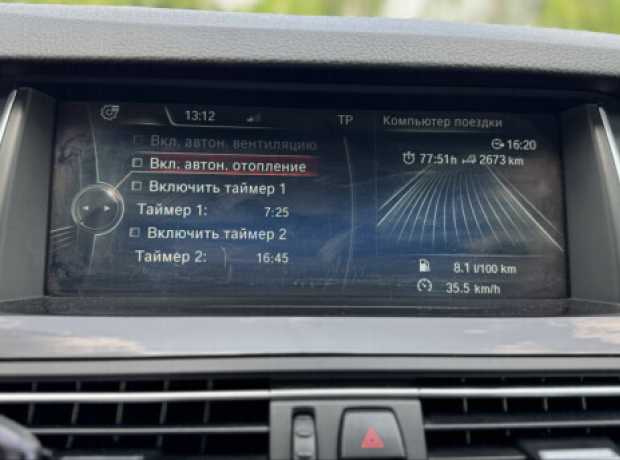 13:12
TP
Компьютер поездки
Вкл. автон. вентиляцию
Вкл. автон. отопление
Включить таймер 1
Таймер 1: 7:25
Включить таймер 2
Таймер 2: 16:45
16:20
77:51h 2673 km
8.1 l/100 km
35.5 km/h